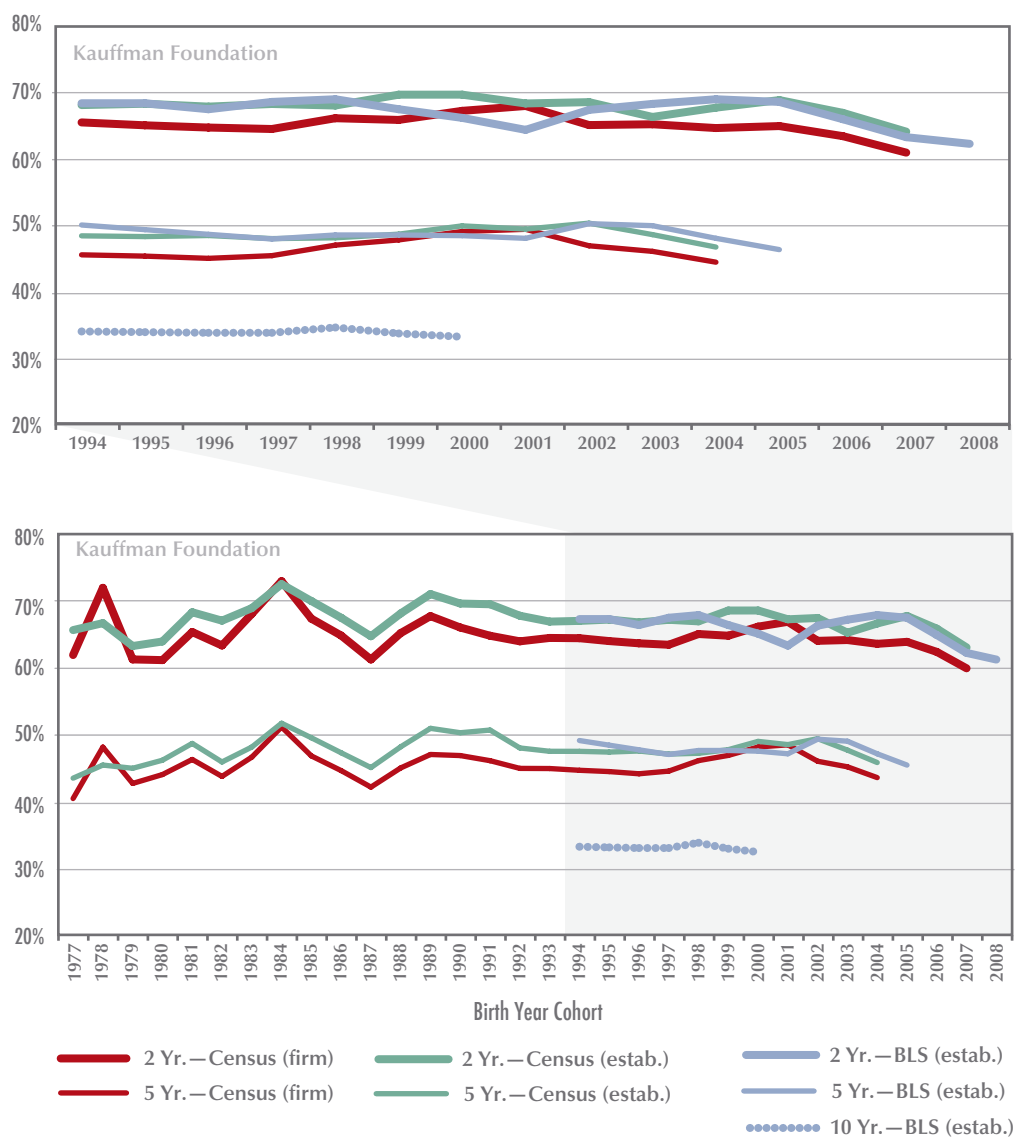 80%
Kauffman Foundation
70%
60%
50%
40%
30%
20%
1994 1995 1996 1997 1998 1999 2000 2001 2002 2003 2004 2005 2006 2007 2008
80%
Kauffman Foundation
70%
60%
50%
40%
30%
20%
1977 1978 1979 1980 1981 1982 1983 1984 1985 1986 1987 1988 1989 1990 1991 1992 1993 1994 1995 1996 1997 1998 1999 2000 2001 2002 2003 2004 2005 2006 2007 2008
Birth Year Cohort
2 Yr.—Census (firm) 2 Yr.—Census (estab.) 2 Yr.—BLS (estab.)
5 Yr.—Census (firm) 5 Yr.—Census (estab.) 5 Yr.—BLS (estab.)
10 Yr.—BLS (estab.)